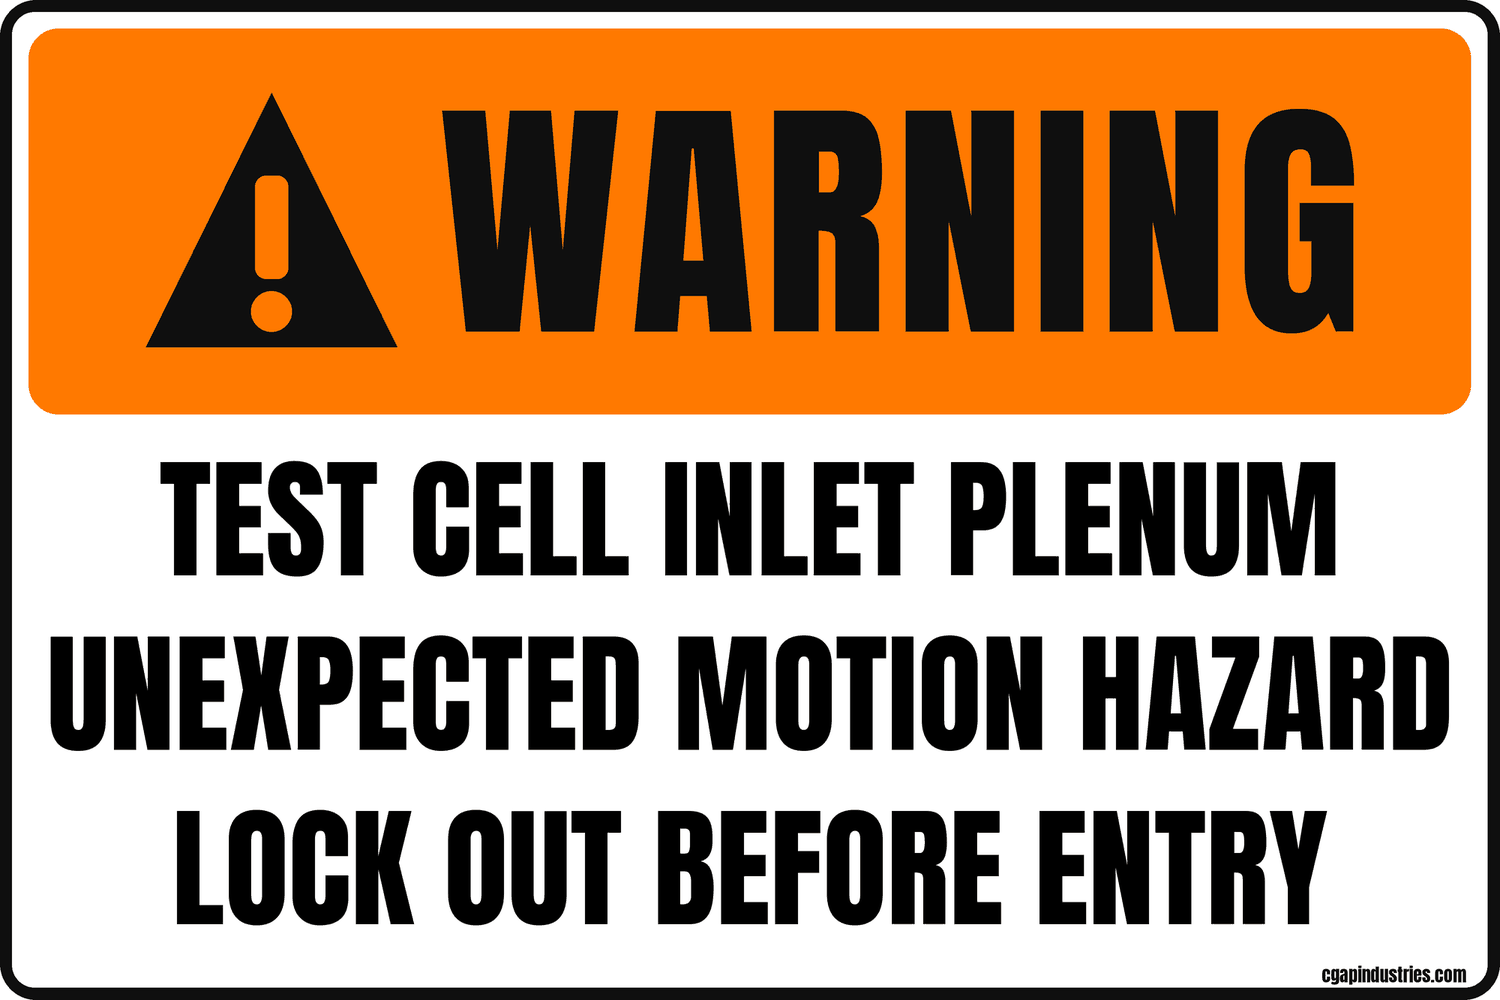 WARNING
TEST CELL INLET PLENUM
UNEXPECTED MOTION HAZARD
LOCK OUT BEFORE ENTRY
cgapindustries.com